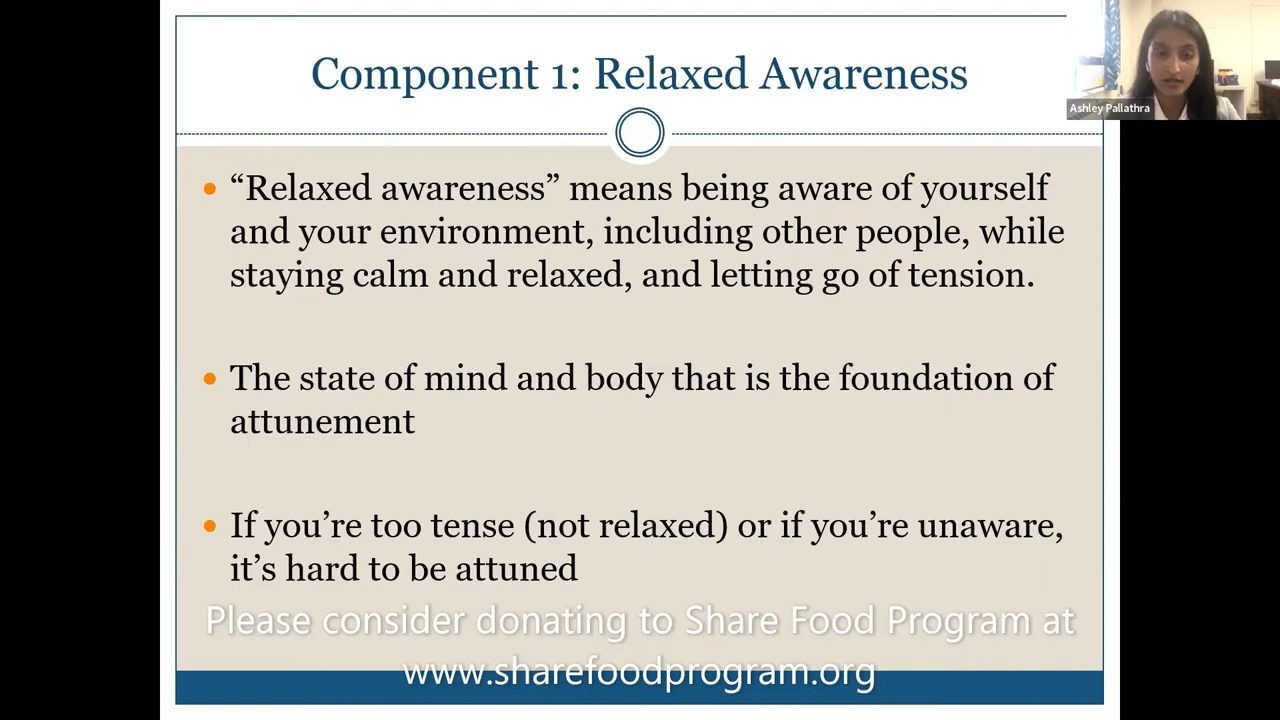 Component 1: Relaxed Awareness
Ashley Pallathra
• “Relaxed awareness” means being aware of yourself
and your environment, including other people, while
staying calm and relaxed, and letting go of tension.
• The state of mind and body that is the foundation of
attunement
• If you’re too tense (not relaxed) or if you’re unaware,
it’s hard to be attuned
Please consider donating to Share Food Program at
www.sharefoodprogram.org